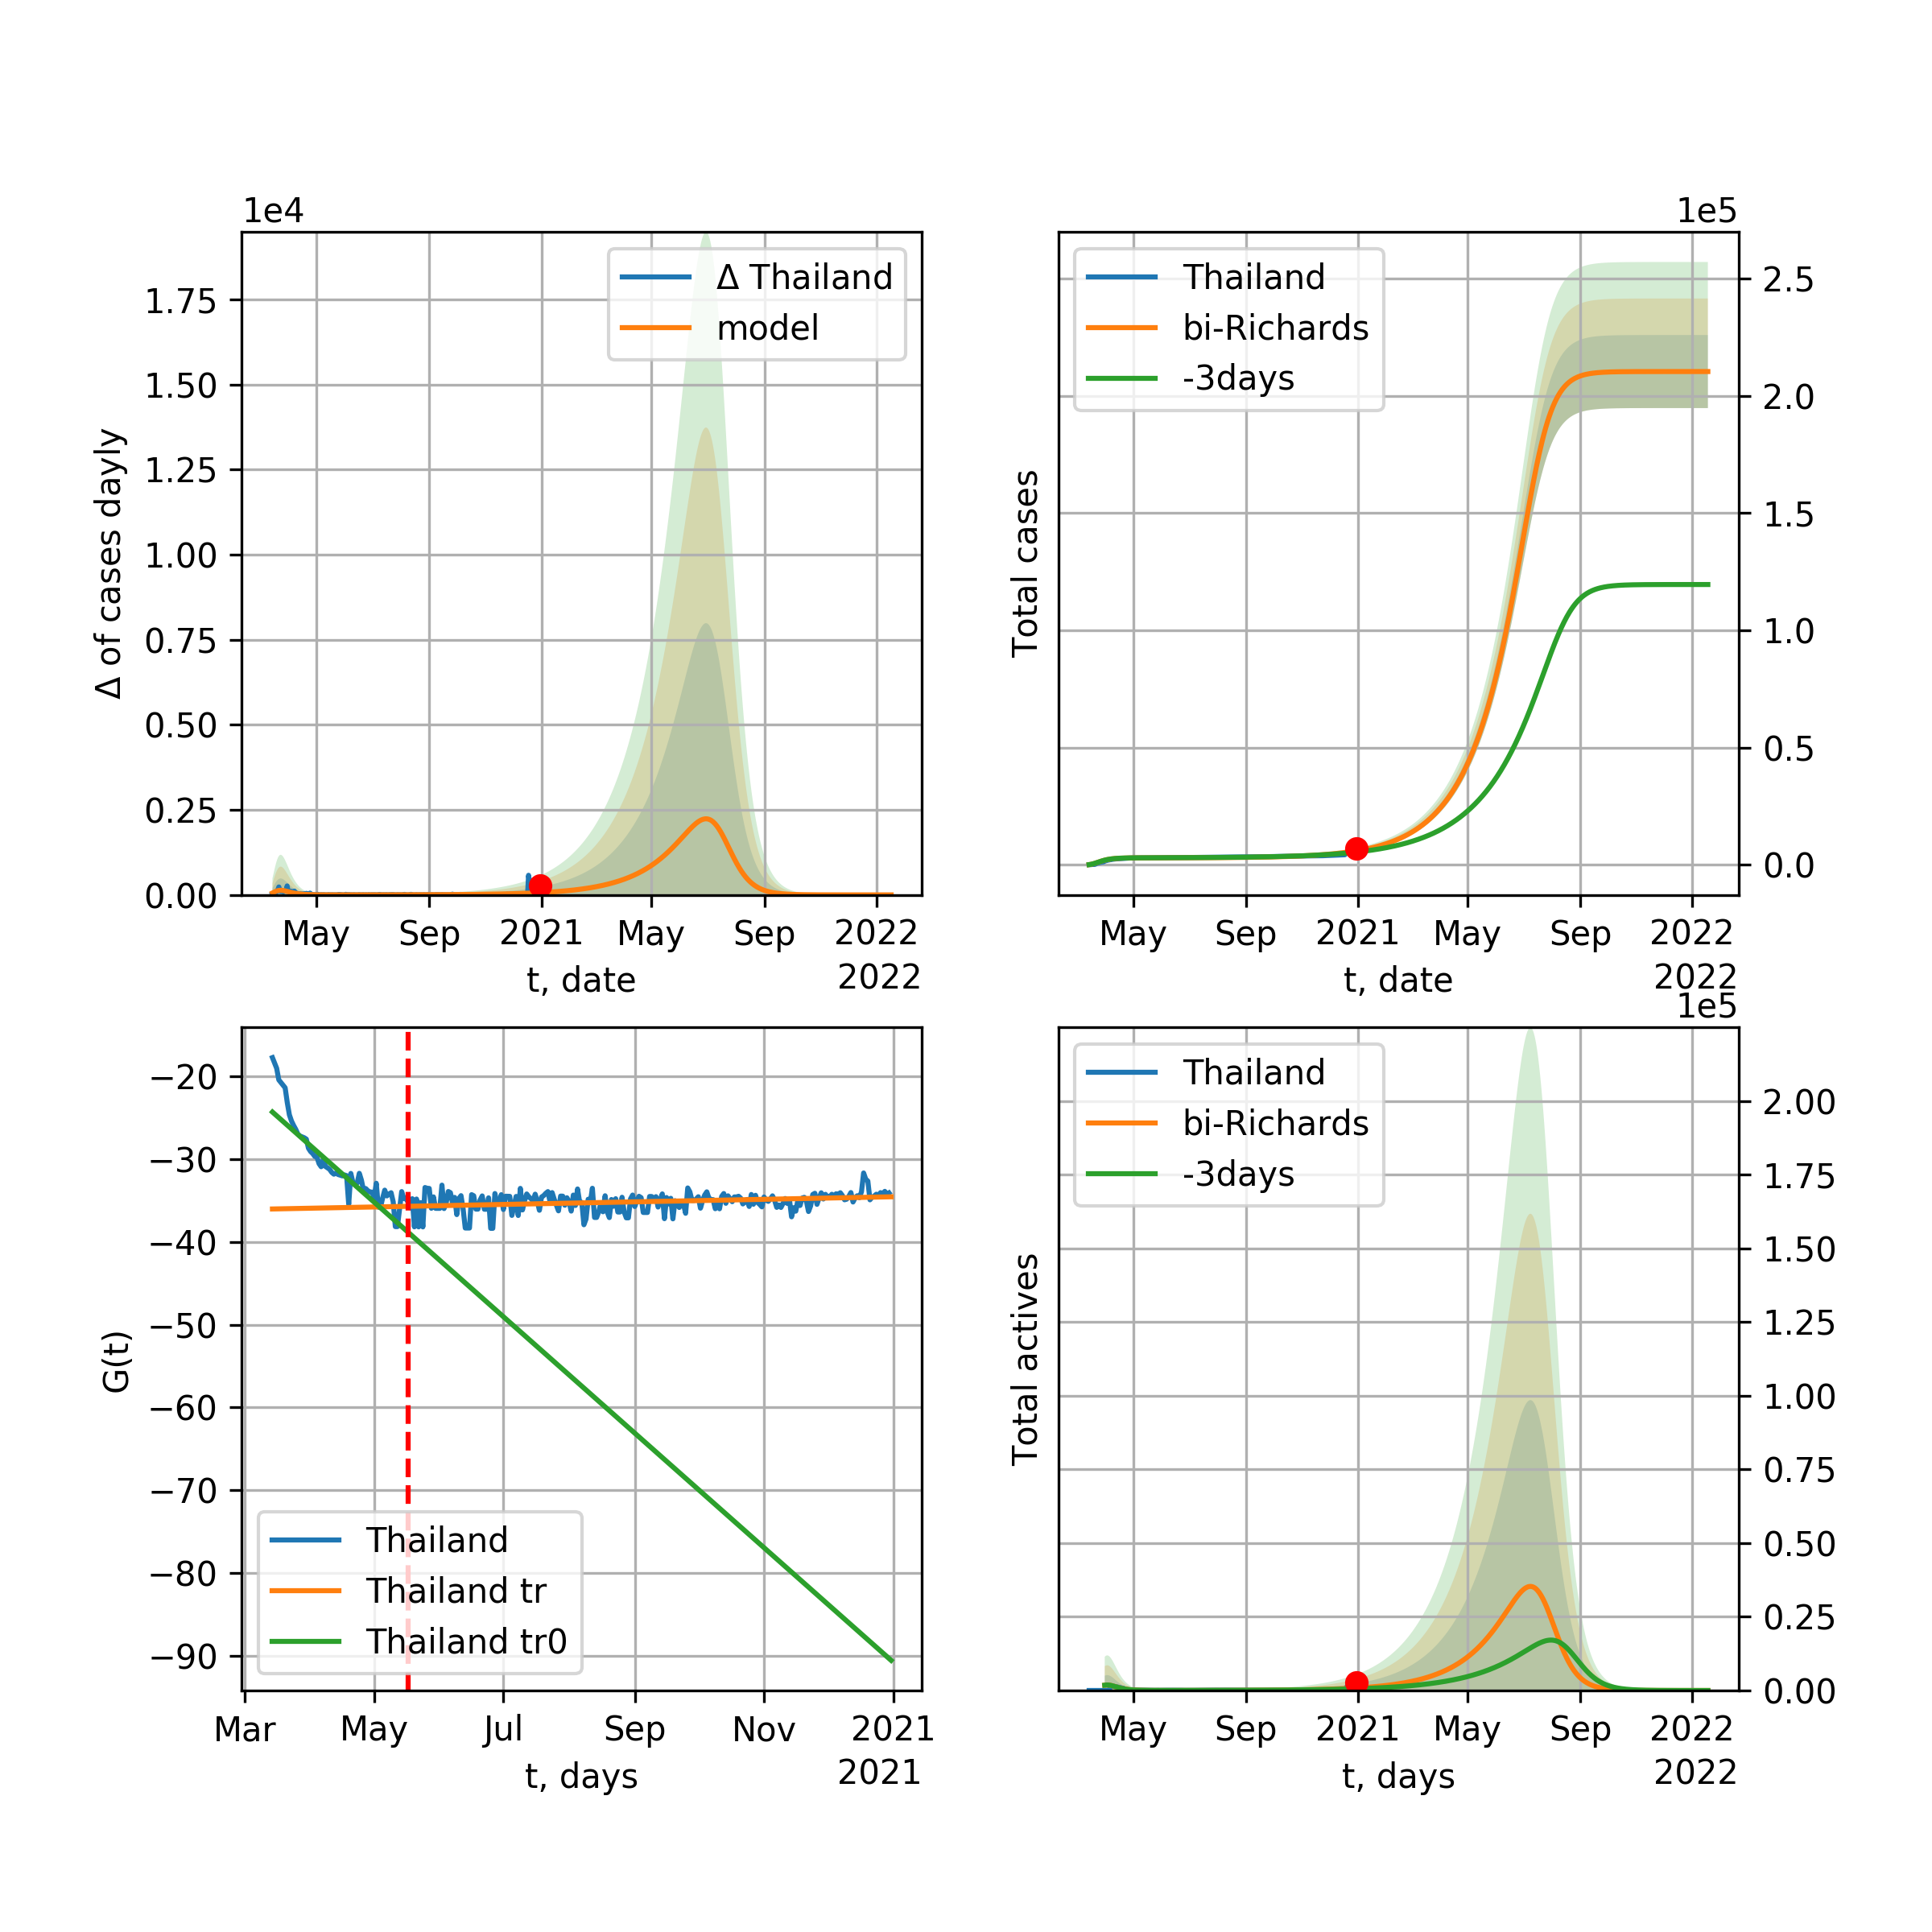 1e4
Δ of cases dayly
1.75
1.50
1.25
1.00
0.75
0.50
0.25
0.00
Δ Thailand
model
May Sep 2021 May Sep 2022
t, date 2022
1e5
Total cases
Thailand
bi-Richards
-3days
2.5
2.0
1.5
1.0
0.5
0.0
May Sep 2021 May Sep 2022
t, date 2022
G(t)
−20
−30
−40
−50
−60
−70
−80
−90
Thailand
Thailand tr
Thailand tr0
Mar May Jul Sep Nov 2021
t, days 2021
1e5
Total actives
Thailand
bi-Richards
-3days
2.00
1.75
1.50
1.25
1.00
0.75
0.50
0.25
0.00
May Sep 2021 May Sep 2022
t, days 2022